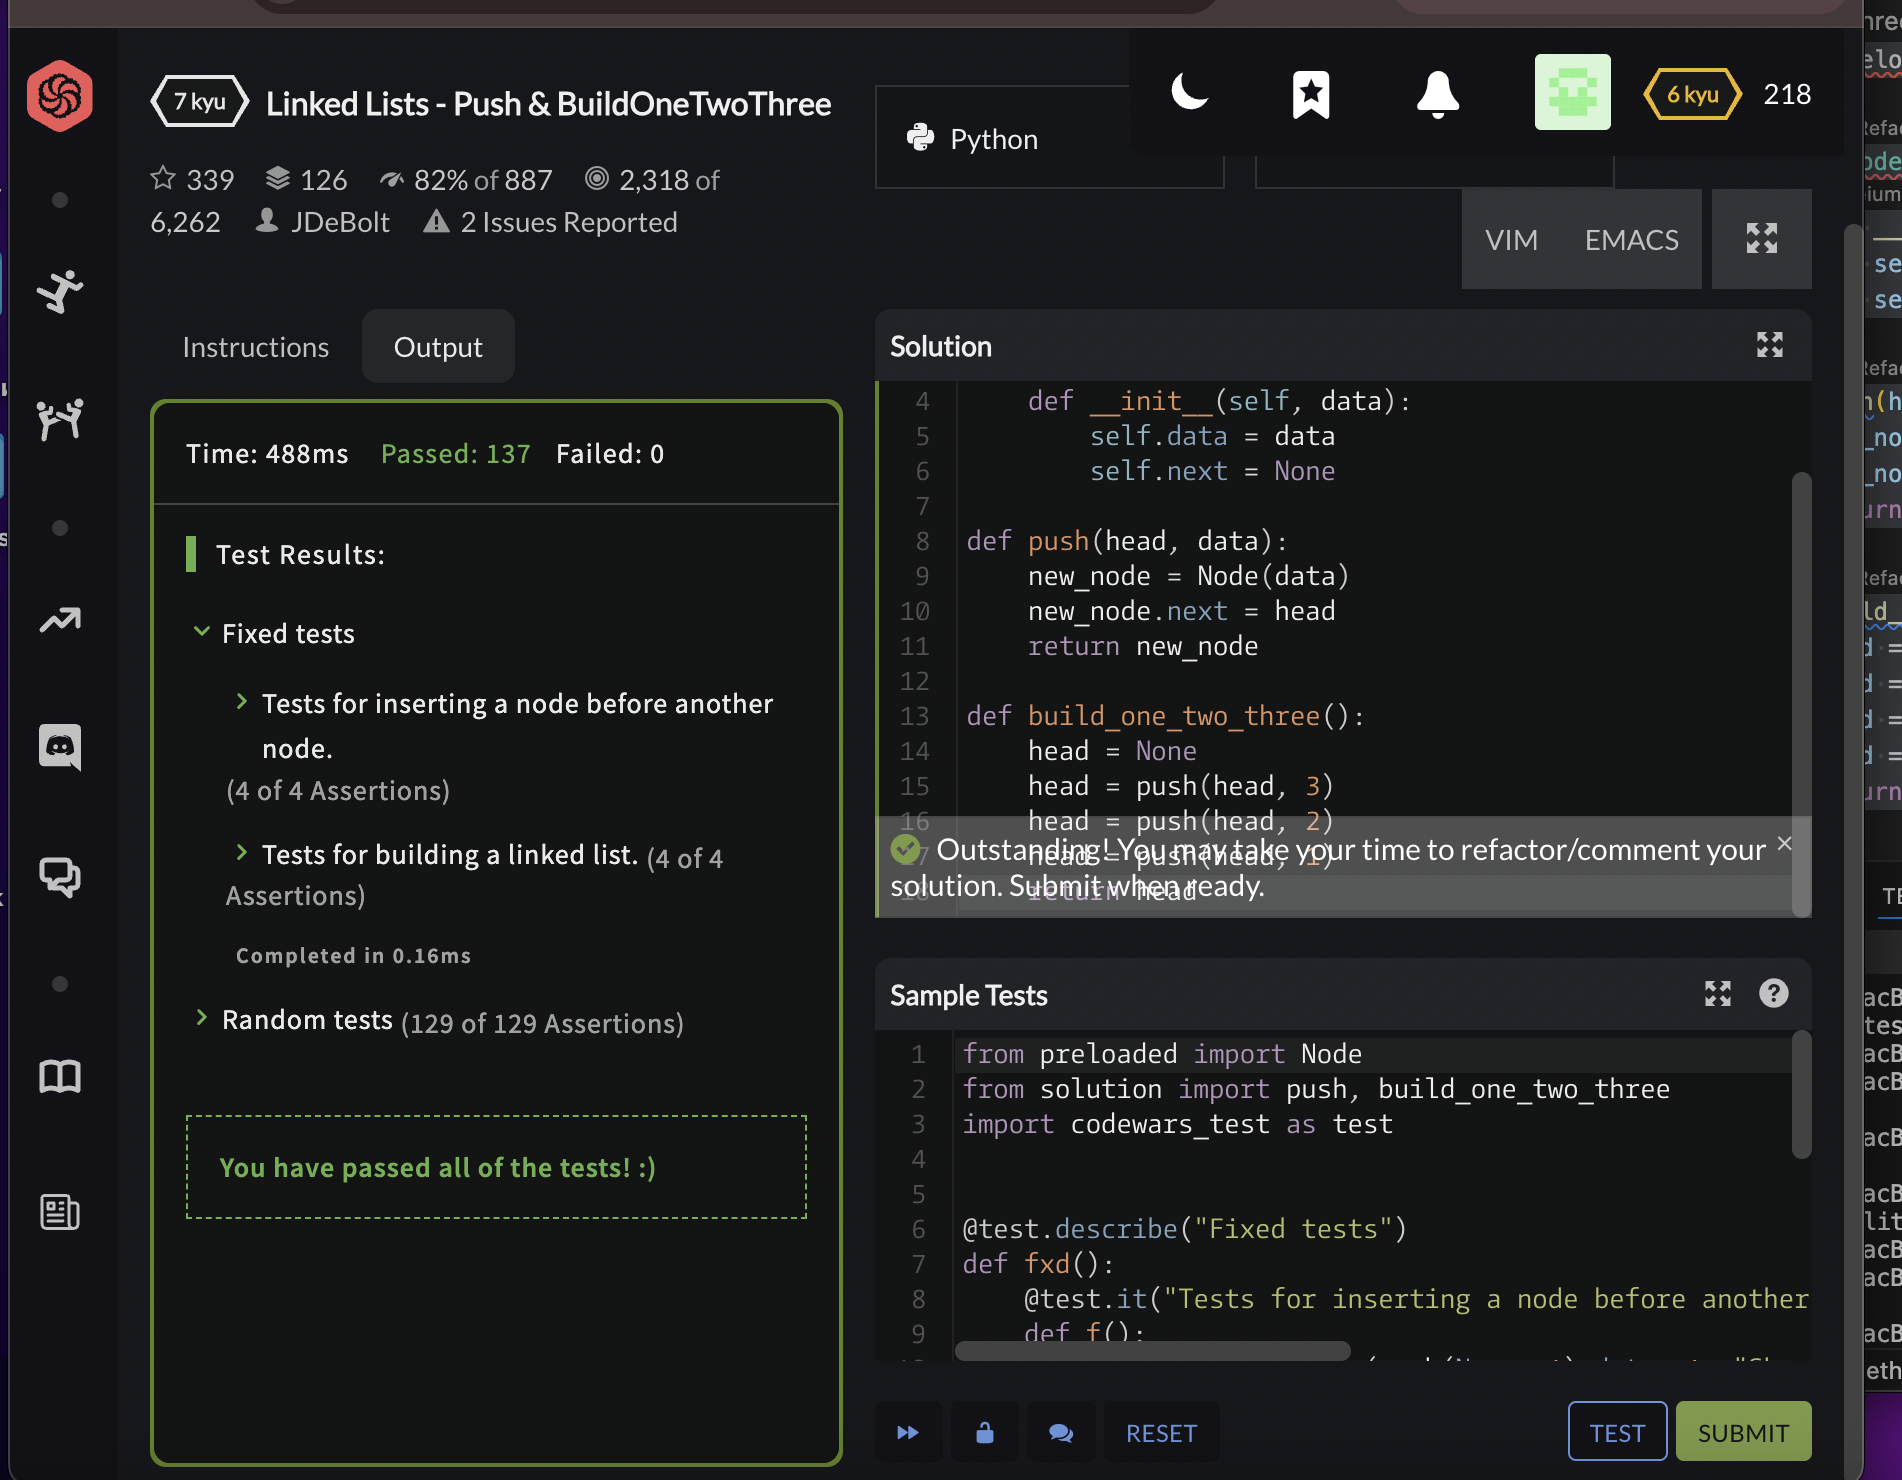 7 kyu Linked Lists - Push & BuildOneTwoThree
339 126 82% of 887 2,318 of
6,262 JDeBolt 2 Issues Reported
Python
6 kyu 218
VIM EMACS
Instructions Output
Time: 488ms Passed: 137 Failed: 0
Test Results:
Fixed tests
Tests for inserting a node before another
node.
(4 of 4 Assertions)
Tests for building a linked list. (4 of 4
Assertions)
Completed in 0.16ms
Random tests (129 of 129 Assertions)
You have passed all of the tests! :)
Solution
4 def __init__(self, data):
5 self.data = data
6 self.next = None
7
8 def push(head, data):
9 new_node = Node(data)
10 new_node.next = head
11 return new_node
12
13 def build_one_two_three():
14 head = None
15 head = push(head, 3)
16 head = push(head, 2)
17 head = push(head, 1)
18 return head
Outstanding! You may take your time to refactor/comment your
solution. Submit when ready.
Sample Tests
1 from preloaded import Node
2 from solution import push, build_one_two_three
3 import codewars_test as test
4
5
6 @test.describe("Fixed tests")
7 def fxd():
8 @test.it("Tests for inserting a node before another
9 def f():
RESET
TEST SUBMIT